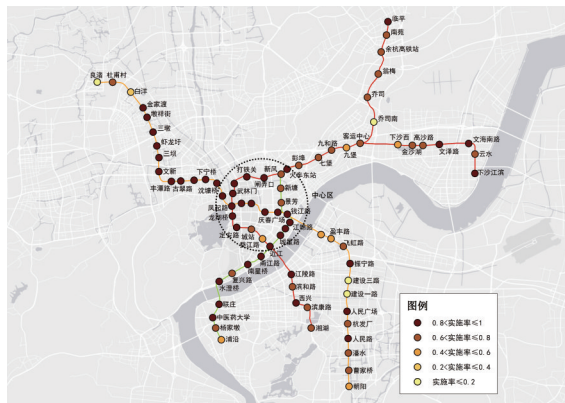 临平
南苑
余杭高铁站
翁梅
乔司
乔司南
客运中心
下沙西
金沙湖
高沙路
文泽路
文海南路
云水
下沙江滨
九和路
九堡
七堡
彭埠
火车东站
新风
闸弄口
打铁关
中心区
良渚
杜甫村
白洋
金家渡
墩祥街
三墩
虾龙圩
三坝
文新
丰潭路
古翠路
下宁桥
沈塘桥
武林门
凤起路
龙翔桥
定安路
城站
婺江路
近江
新塘
景芳
钱江路
庆春广场
江锦路
城星路
盈丰路
飞虹路
振宁路
建设三路
建设一路
人民广场
杭发厂
人民路
潘水
曹家桥
朝阳
江陵路
滨和路
西兴
滨康路
湘湖
甬江路
南星桥
复兴路
水澄桥
联庄
中医药大学
杨家墩
浦沿
图例
0.8<实施率≤1
0.6<实施率≤0.8
0.4<实施率≤0.6
0.2<实施率≤0.4
实施率≤0.2